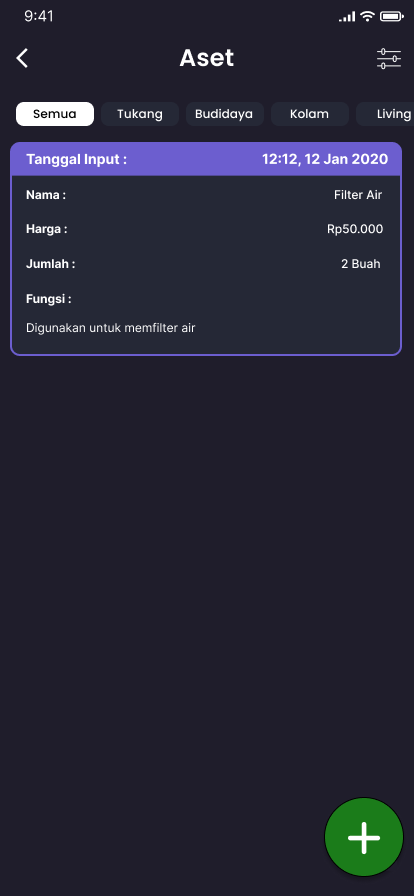 9:41
Aset
Semua Tukang Budidaya Kolam Living
Tanggal Input : 12:12, 12 Jan 2020
Nama : Filter Air
Harga : Rp50.000
Jumlah : 2 Buah
Fungsi :
Digunakan untuk memfilter air